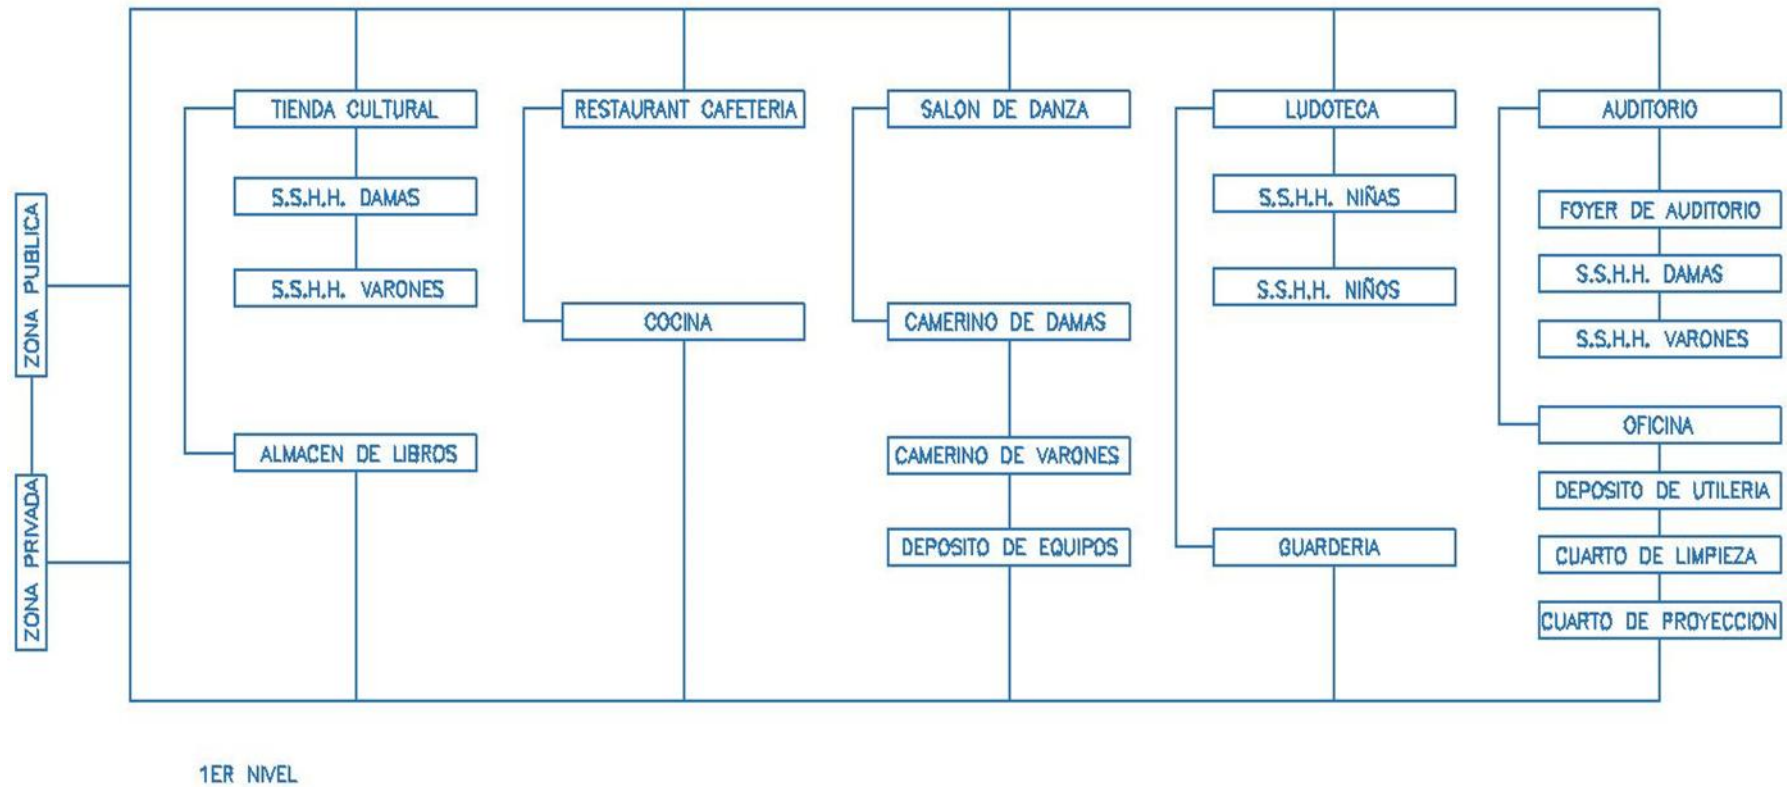 TIENDA CULTURAL
RESTAURANT CAFETERIA
SALON DE DANZA
LUDOTECA
AUDITORIO
S.S.H.H. DAMAS
S.S.H.H. NIÑAS
FOYER DE AUDITORIO
ZONA PUBLICA
S.S.H.H. VARONES
S.S.H.H. NIÑOS
S.S.H.H. DAMAS
COCINA
CAMERINO DE DAMAS
S.S.H.H. VARONES
OFICINA
ALMACEN DE LIBROS
CAMERINO DE VARONES
DEPOSITO DE UTILERIA
ZONA PRIVADA
DEPOSITO DE EQUIPOS
GUARDERIA
CUARTO DE LIMPIEZA
CUARTO DE PROYECCION
1ER NIVEL